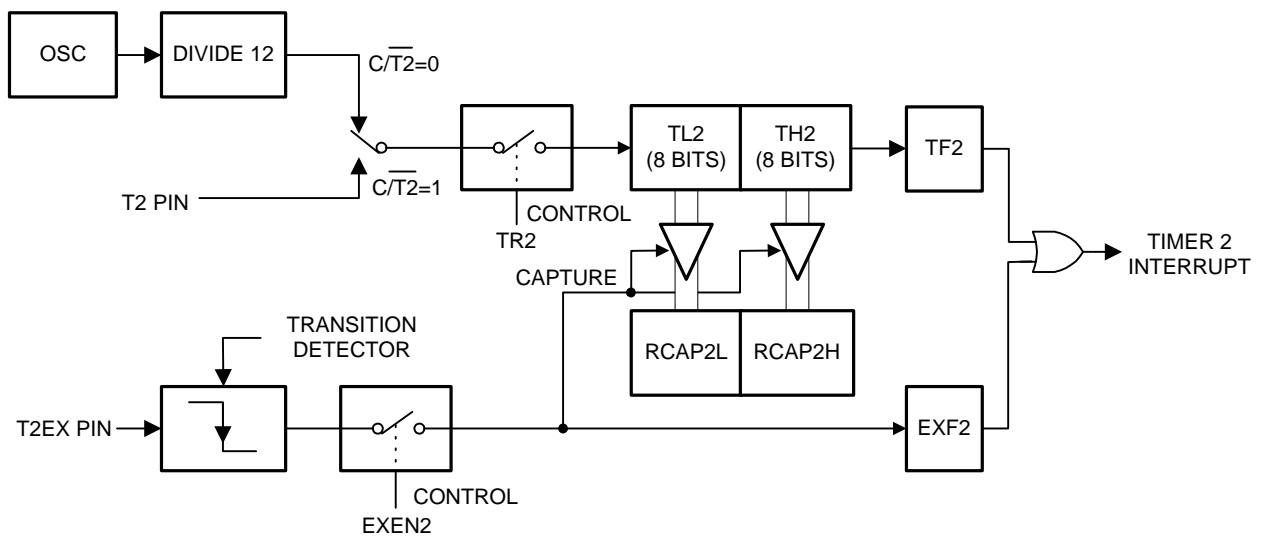 OSC
DIVIDE 12
C/T2=0
TL2
(8 BITS)
TH2
(8 BITS)
TF2
C/T2=1
T2 PIN
CONTROL
TR2
TIMER 2
INTERRUPT
CAPTURE
TRANSITION
DETECTOR
RCAP2L
RCAP2H
T2EX PIN
EXF2
CONTROL
EXEN2